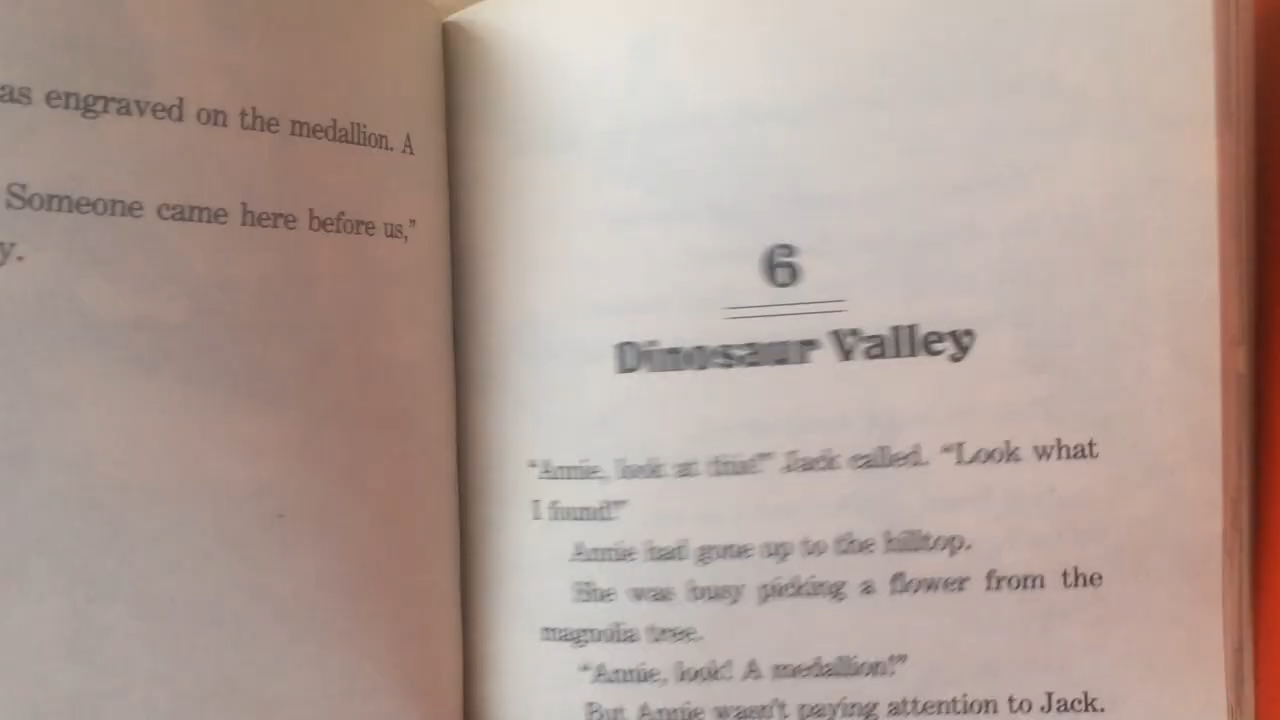 as engraved on the medallion. A
Someone came here before us,”
y.
6
Dinosaur Valley
“Annie, look at this!” Jack called. “Look what
I found!”
Annie had gone up to the hilltop.
She was busy picking a flower from the
magnolia tree.
“Annie, look! A medallion!”
But Annie wasn't paying attention to Jack.